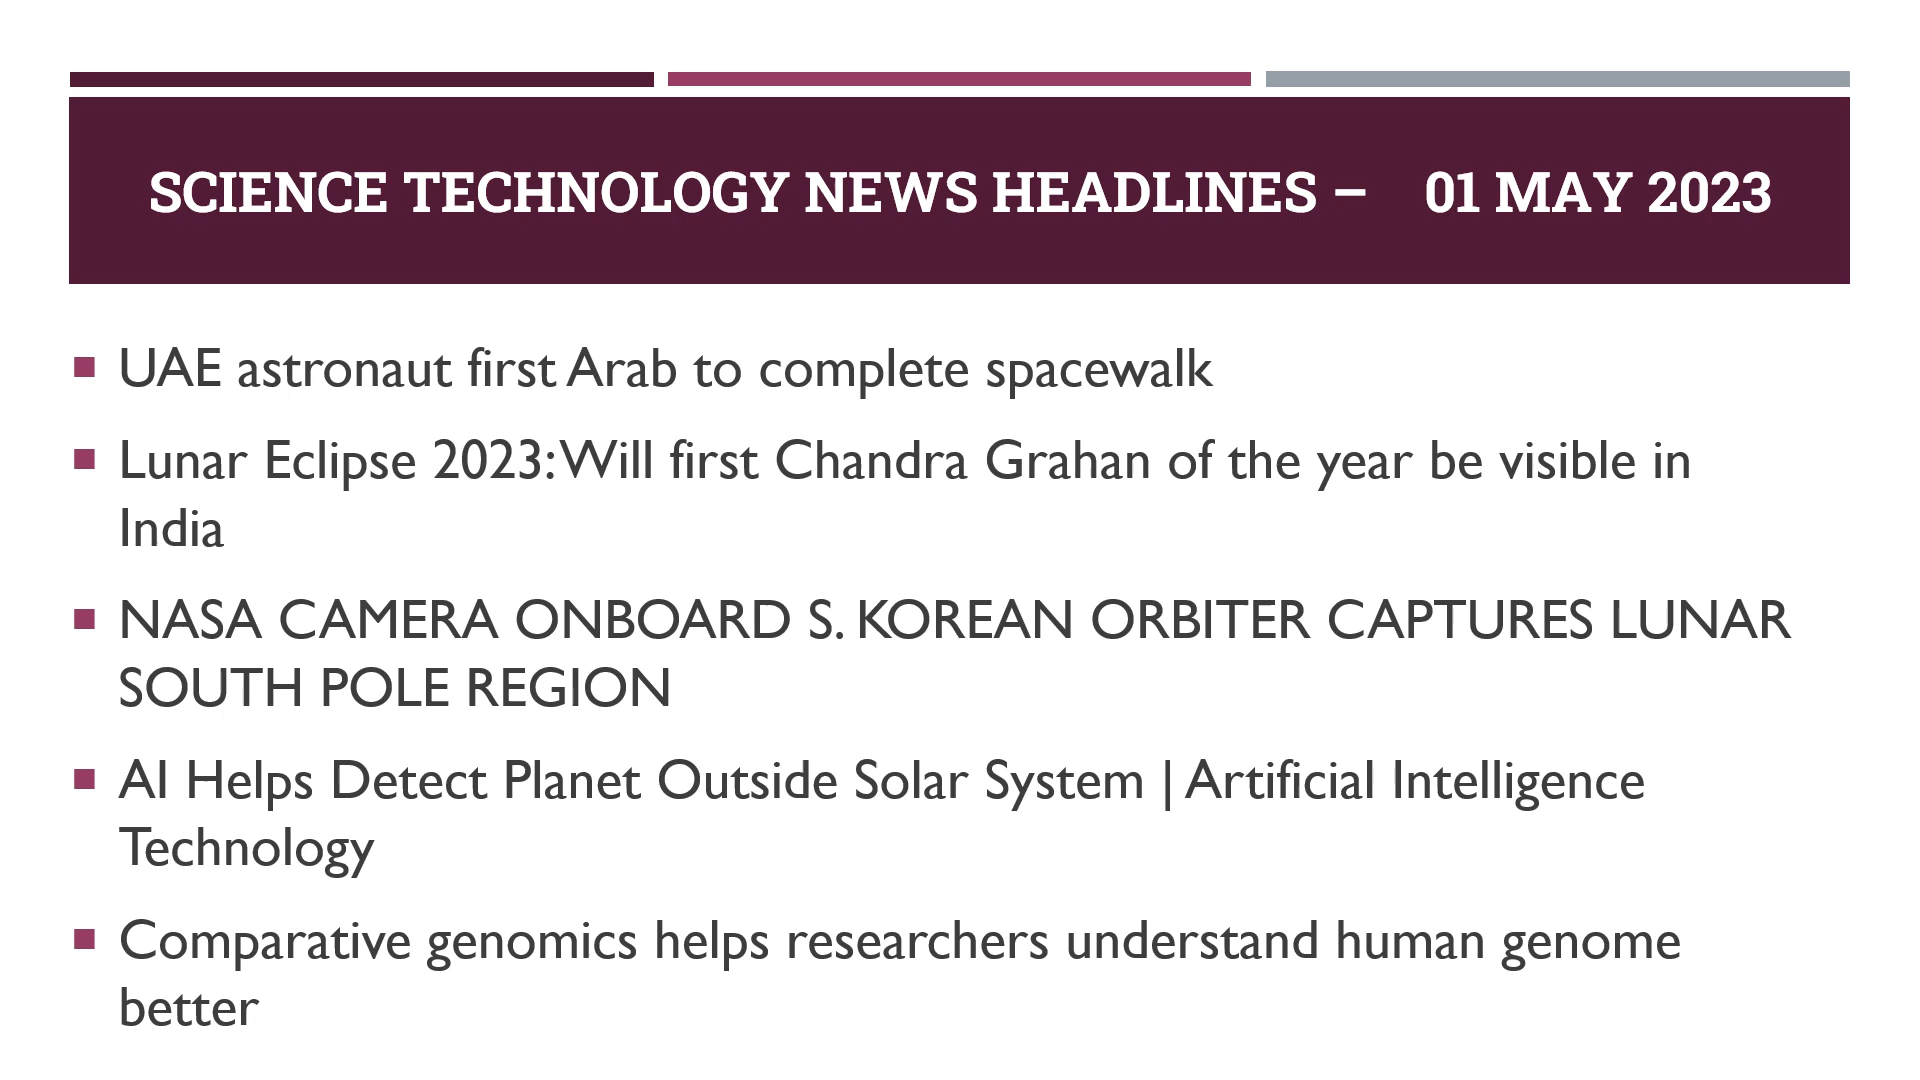 SCIENCE TECHNOLOGY NEWS HEADLINES – 01 MAY 2023
UAE astronaut first Arab to complete spacewalk
Lunar Eclipse 2023: Will first Chandra Grahan of the year be visible in
India
NASA CAMERA ONBOARD S. KOREAN ORBITER CAPTURES LUNAR
SOUTH POLE REGION
AI Helps Detect Planet Outside Solar System | Artificial Intelligence
Technology
Comparative genomics helps researchers understand human genome
better